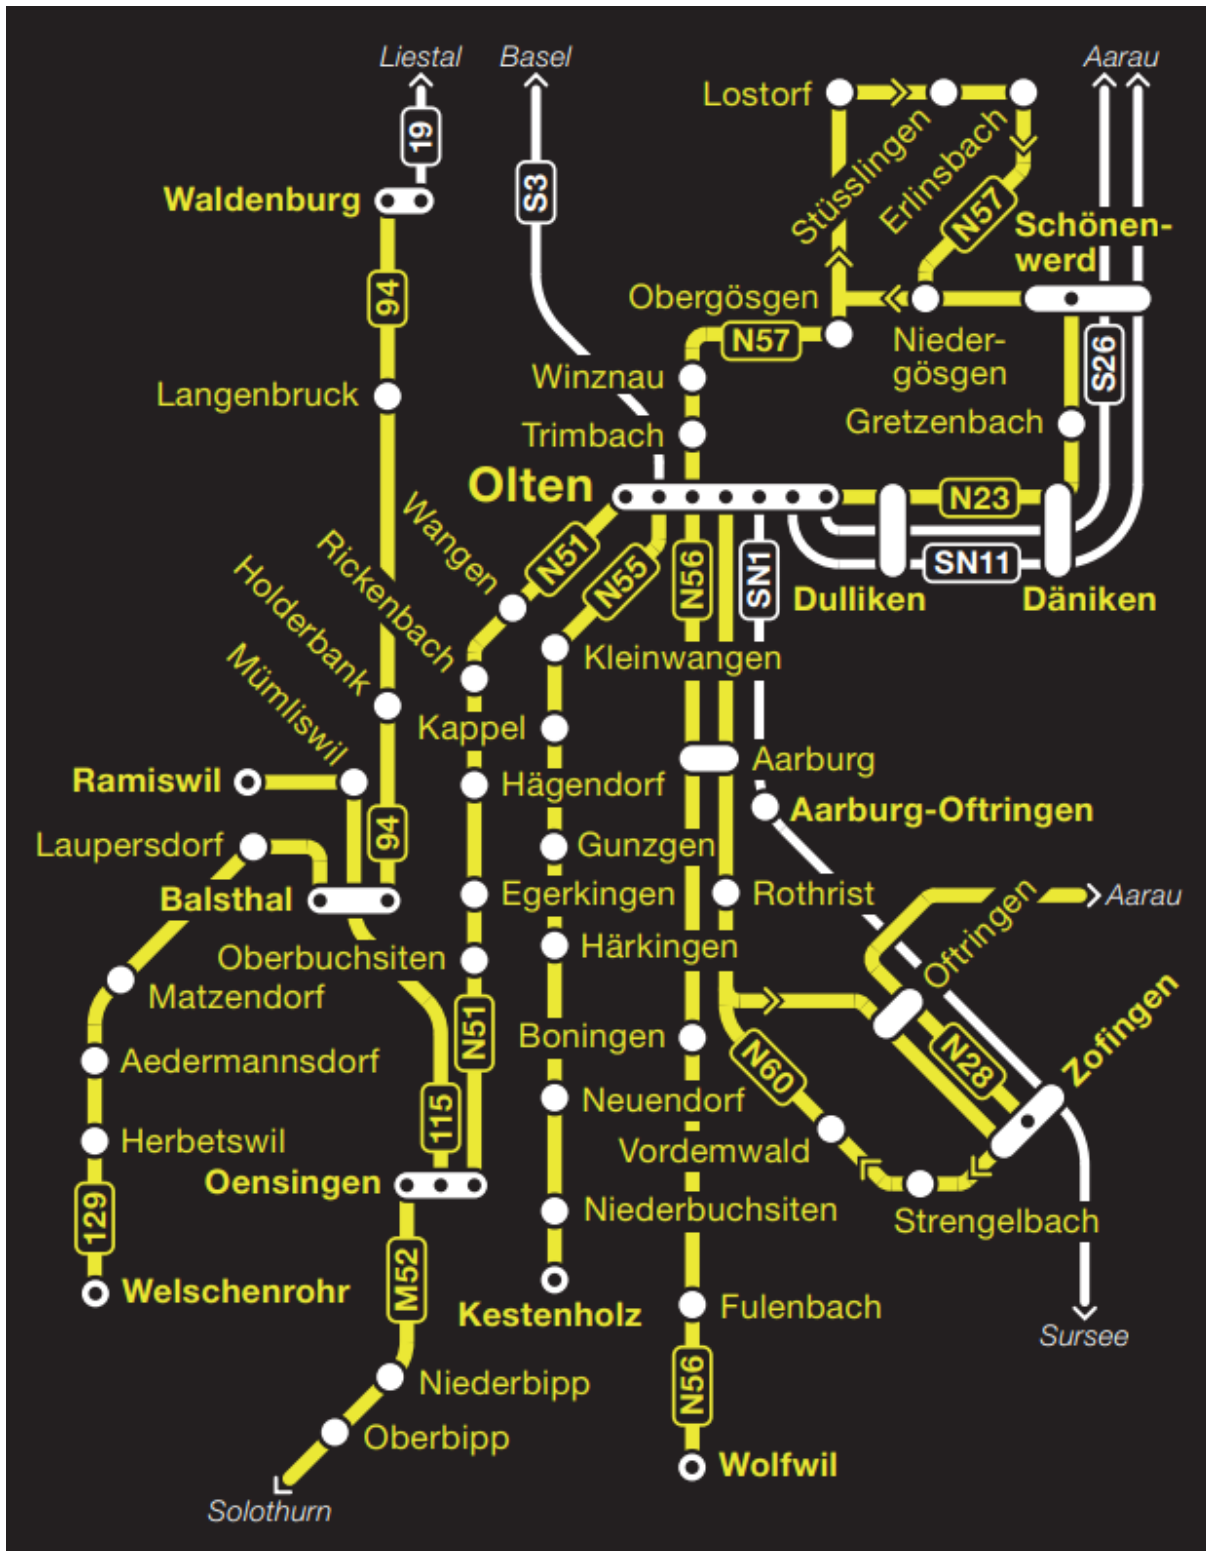 Liestal
Basel
Aarau
Lostorf
19
S3
Stüsslingen
Erlinsbach
N57
Waldenburg
Schönen-
werd
94
Obergösgen
N57
Nieder-
gösgen
S26
Winznau
Langenbruck
Trimbach
Gretzenbach
Olten
N23
Wangen
N51
N55
N56
SN1
SN11
Rickenbach
Dulliken
Däniken
Holderbank
Kleinwangen
Mümliswil
Kappel
Aarburg
Ramiswil
Hägendorf
Aarburg-Oftringen
94
Laupersdorf
Gunzgen
Balsthal
Egerkingen
Rothrist
Aarau
Oftringen
Oberbuchsiten
Härkingen
Matzendorf
N51
Boningen
Zofingen
Aedermannsdorf
N60
N28
115
Neuendorf
Herbetswil
Vordemwald
Oensingen
129
Niederbuchsiten
Strengelbach
M52
Welschenrohr
Kestenholz
Fulenbach
Sursee
Niederbipp
N56
Oberbipp
Wolfwil
Solothurn